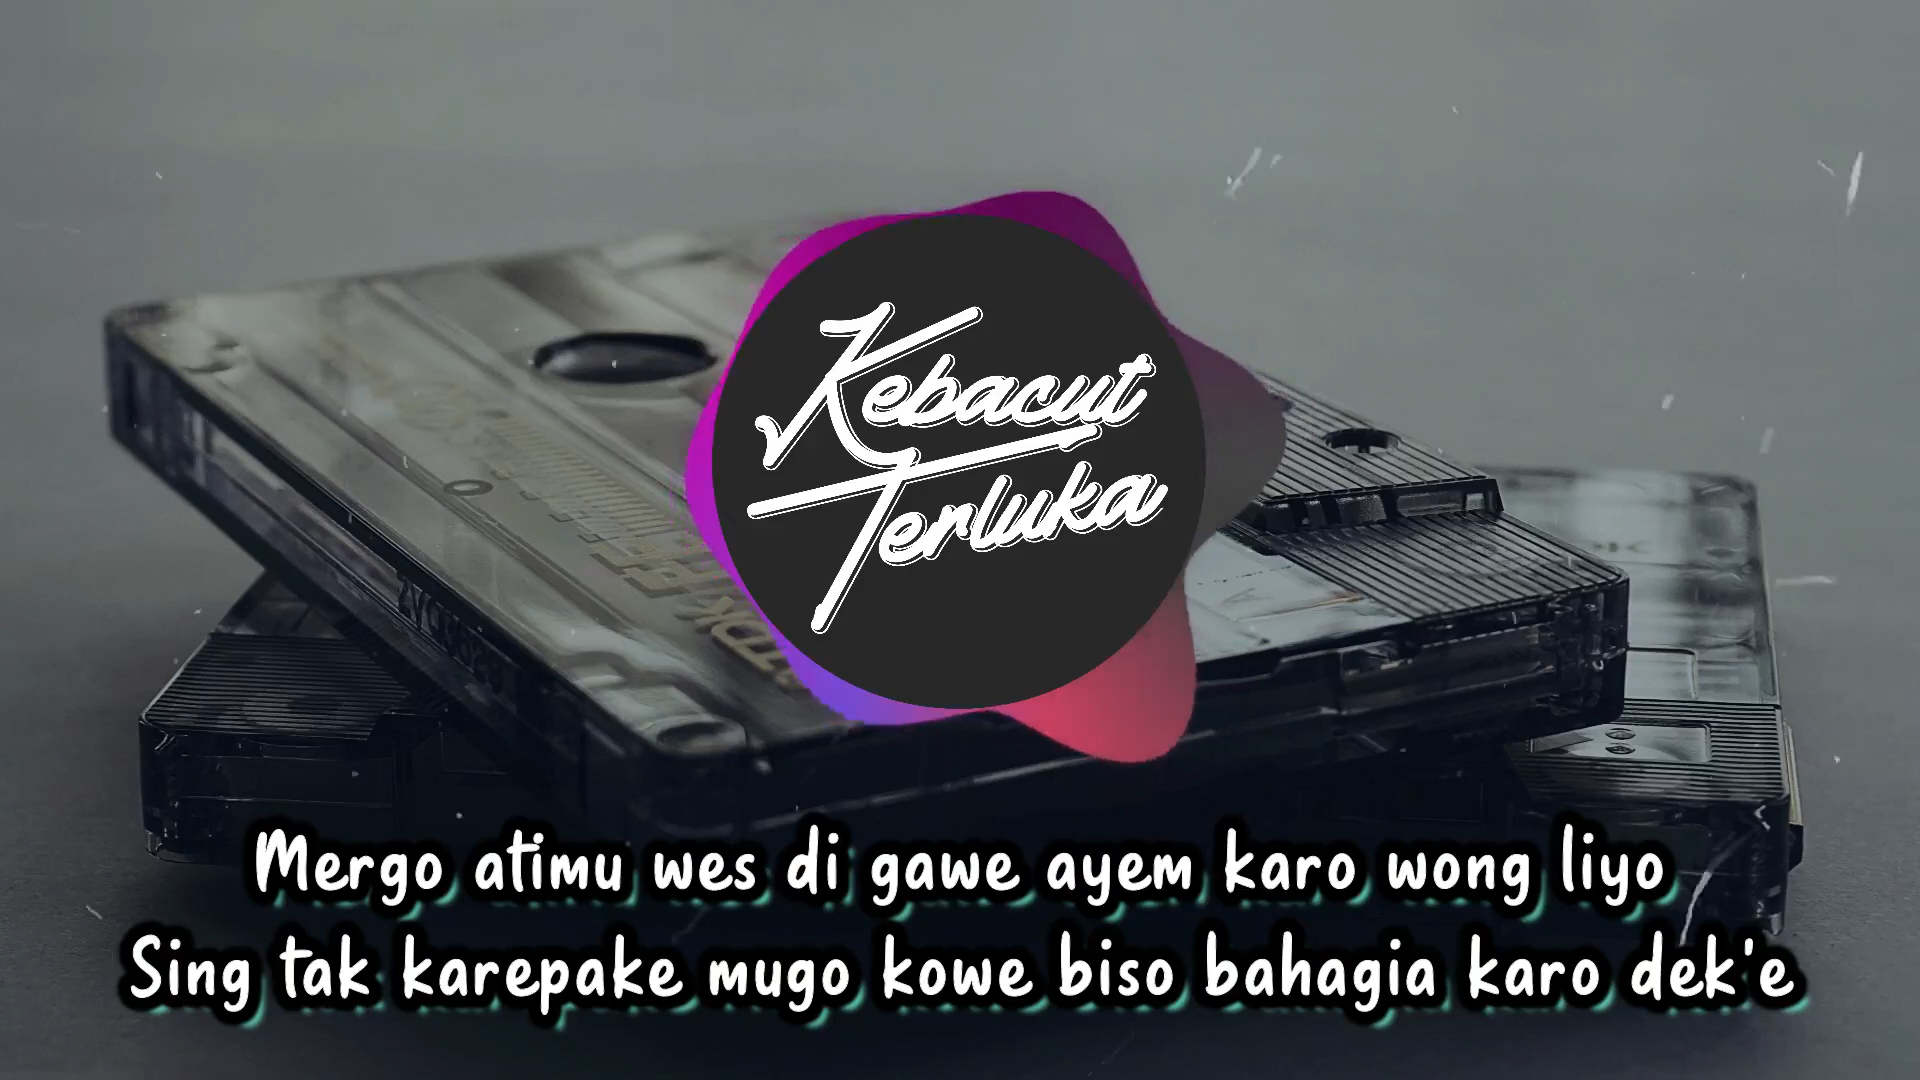 Kebacut
Terluka
TDK
Mergo atimu wes di gawe ayem karo wong liyo
Sing tak karepake mugo kowe biso bahagia karo dek'e